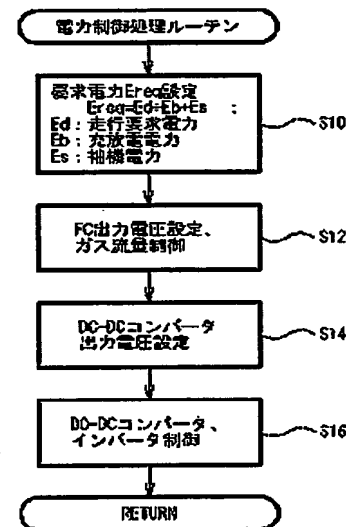 電力制御処理ルーチン
要求電力Ereq設定
Ereq=Ed+Eb+Es ;
Ed：走行要求電力
Eb：充放電電力
Es：補機電力
S10
FC出力電圧設定、
ガス流量制御
S12
DC-DCコンバータ
出力電圧設定
S14
DC-DCコンバータ、
インバータ制御
S16
RETURN